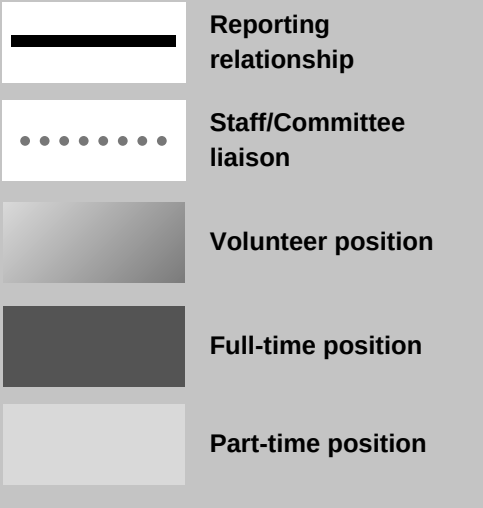 Reporting
relationship
Staff/Committee
liaison
Volunteer position
Full-time position
Part-time position